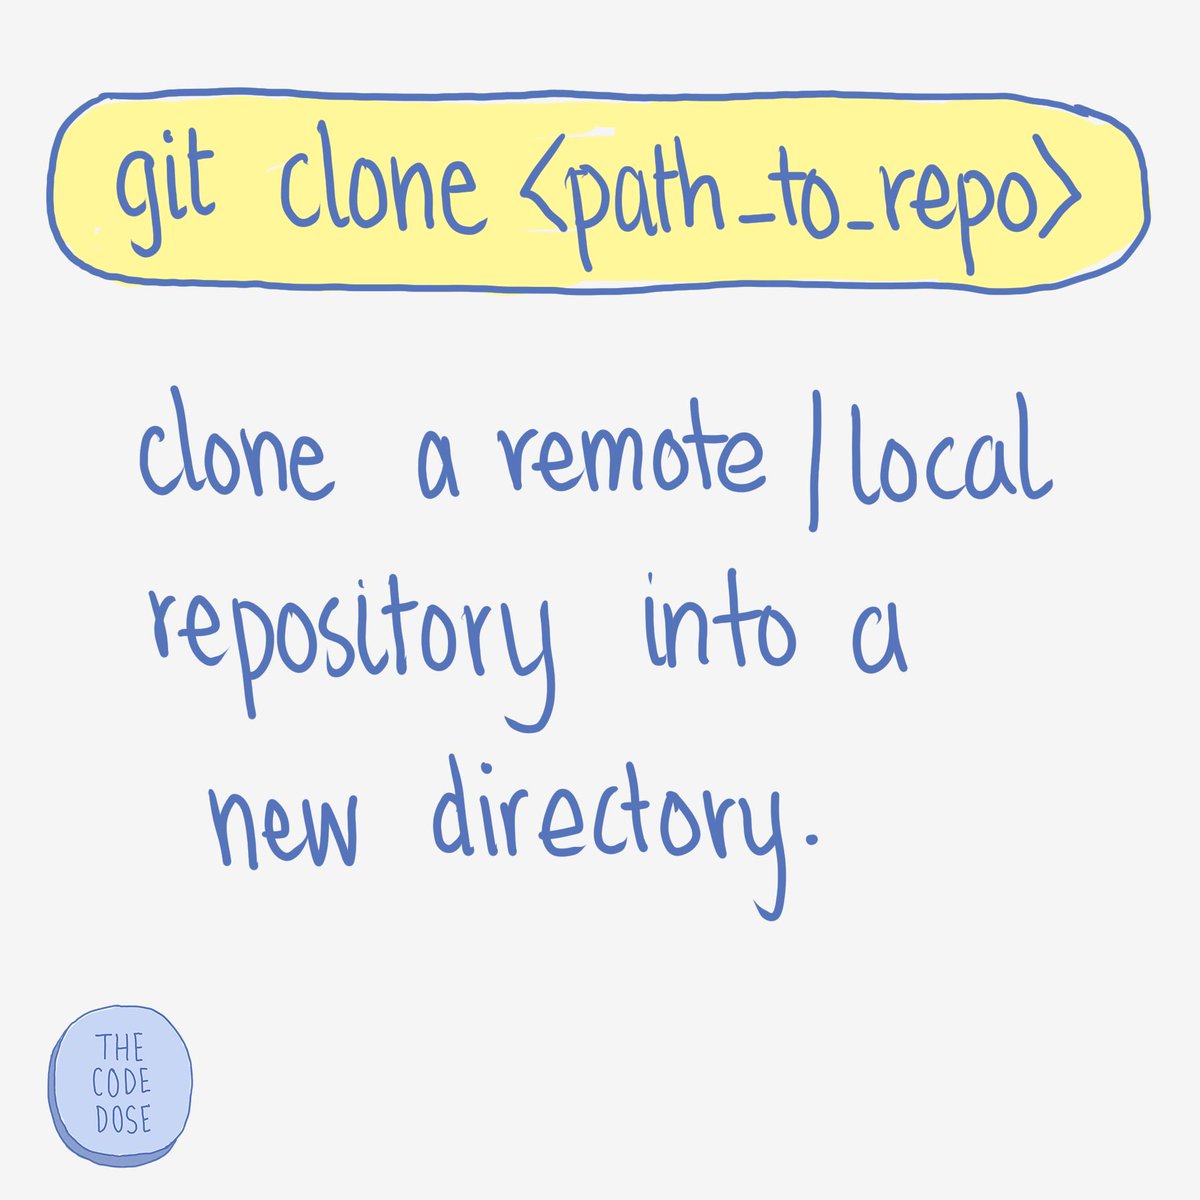 git clone <path_to_repo>
clone a remote/local
repository into a
new directory.
THE
CODE
DOSE